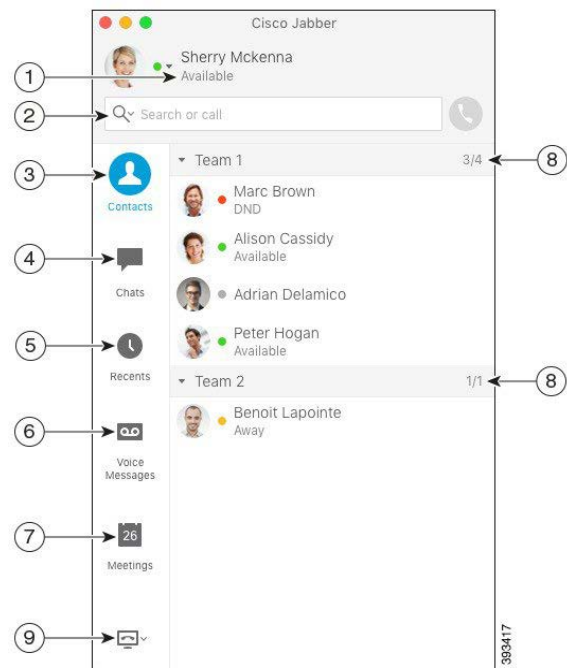 Cisco Jabber
Sherry Mckenna
1
Available
2
Search or call
Team 1
3/4
8
3
Contacts
Marc Brown
DND
Alison Cassidy
Available
4
Chats
Adrian Delamico
5
Recents
Peter Hogan
Available
Team 2
1/1
8
6
Voice
Messages
Benoit Lapointe
Away
7
26
Meetings
9
393417